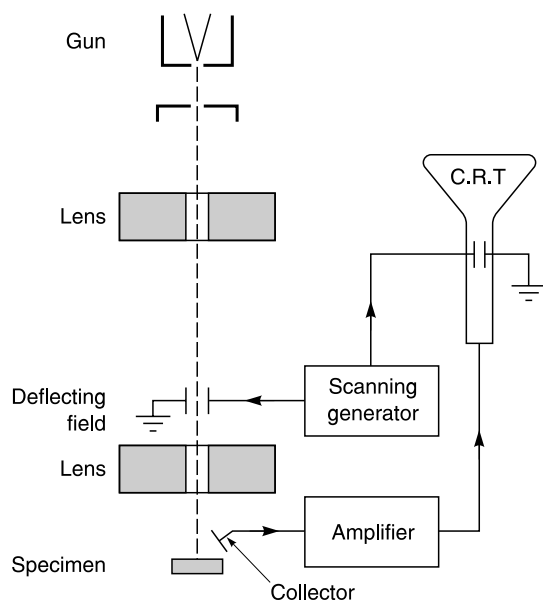 Gun
C.R.T
Lens
Deflecting
field
Scanning
generator
Lens
Amplifier
Specimen
Collector